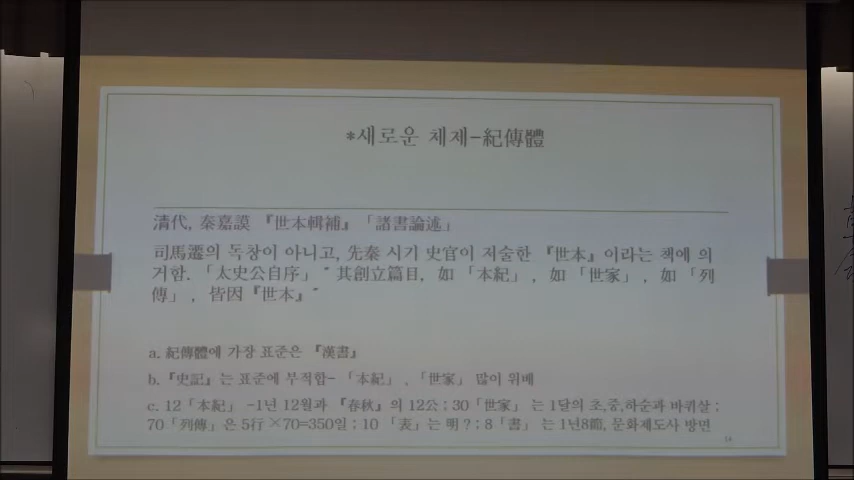 *새로운 체제-紀傳體
清代, 秦嘉謨 『世本輯補』「諸書論述」
司馬遷의 독창이 아니고, 先秦 시기 史官이 저술한 『世本』이라는 책에 의
거함. 「太史公自序」" 其創立篇目, 如 「本紀」, 如 「世家」, 如 「列
傳」, 皆因『世本』"
a. 紀傳體에 가장 표준은 『漢書』
b. 『史記』는 표준에 부적함- 「本紀」, 「世家」 많이 위배
c. 12「本紀」 -1년 12월과 『春秋』의 12公 ; 30「世家」 는 1달의 초,중,하순과 바퀴살 ;
70「列傳」은 5行 ×70=350일 ; 10 「表」는 明 ? ; 8「書」 는 1년8節, 문화제도사 방면